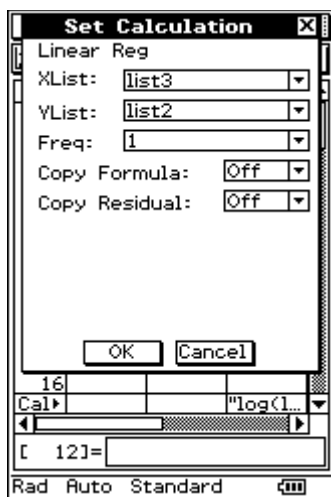 Set Calculation
Linear Reg
XList: list3
YList: list2
Freq: 1
Copy Formula: Off
Copy Residual: Off
OK Cancel
16
Cal "log(l...
[ 12]=
Rad Auto Standard